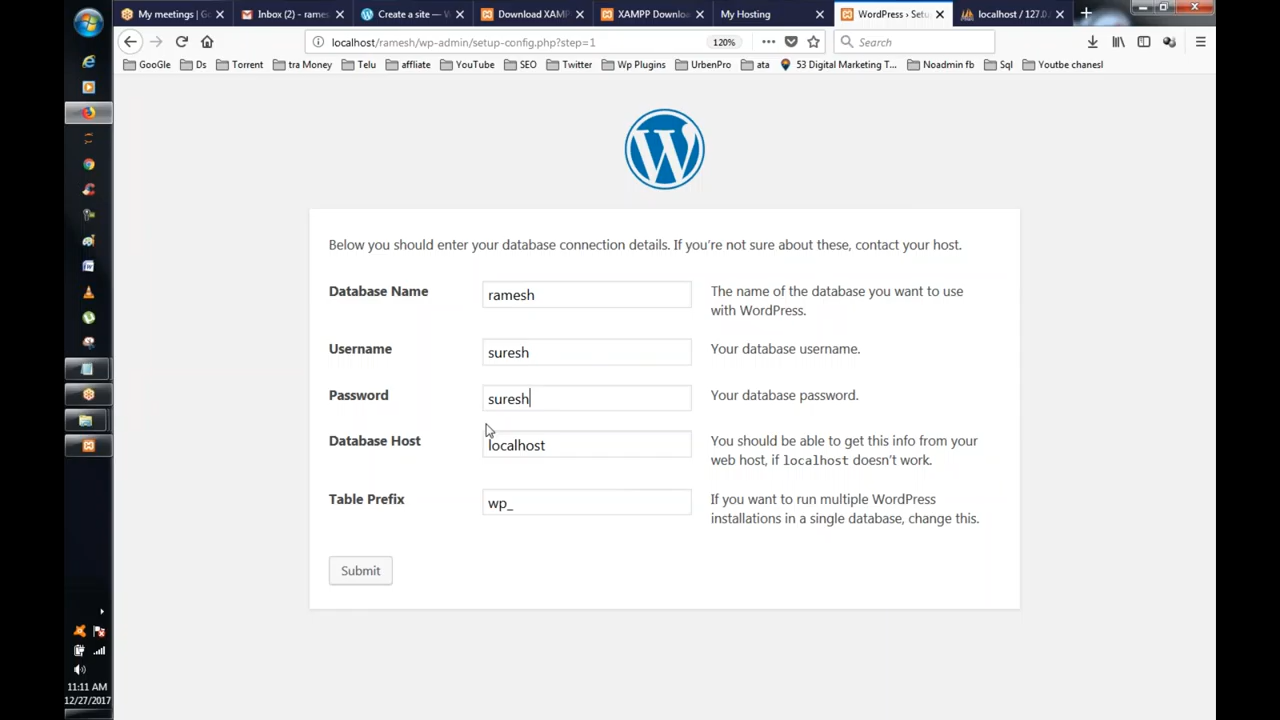 My meetings | G
Inbox (2) - rames
Create a site — W
Download XAM
XAMPP Downloa
My Hosting
WordPress › Setu
localhost / 127.0.
localhost/ramesh/wp-admin/setup-config.php?step=1
120%
Search
GooGle
Ds
Torrent
tra Money
Telu
affliate
YouTube
SEO
Twitter
Wp Plugins
UrbenPro
ata
53 Digital Marketing T...
Noadmin fb
Sql
Youtbe chanesl
W
Below you should enter your database connection details. If you're not sure about these, contact your host.
Database Name
ramesh
The name of the database you want to use
with WordPress.
Username
suresh
Your database username.
Password
suresh
Your database password.
Database Host
localhost
You should be able to get this info from your
web host, if localhost doesn't work.
Table Prefix
wp_
If you want to run multiple WordPress
installations in a single database, change this.
Submit
11:11 AM
12/27/2017